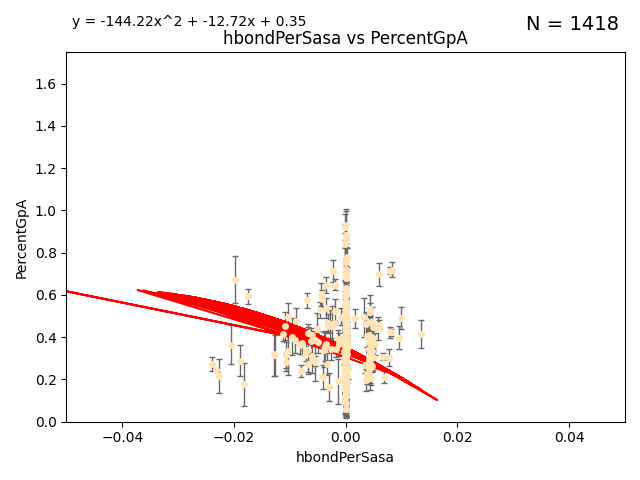 y = -144.22x^2 + -12.72x + 0.35
N = 1418
hbondPerSasa vs PercentGpA
1.6
1.4
1.2
1.0
0.8
0.6
0.4
0.2
0.0
PercentGpA
−0.04
−0.02
0.00
0.02
0.04
hbondPerSasa